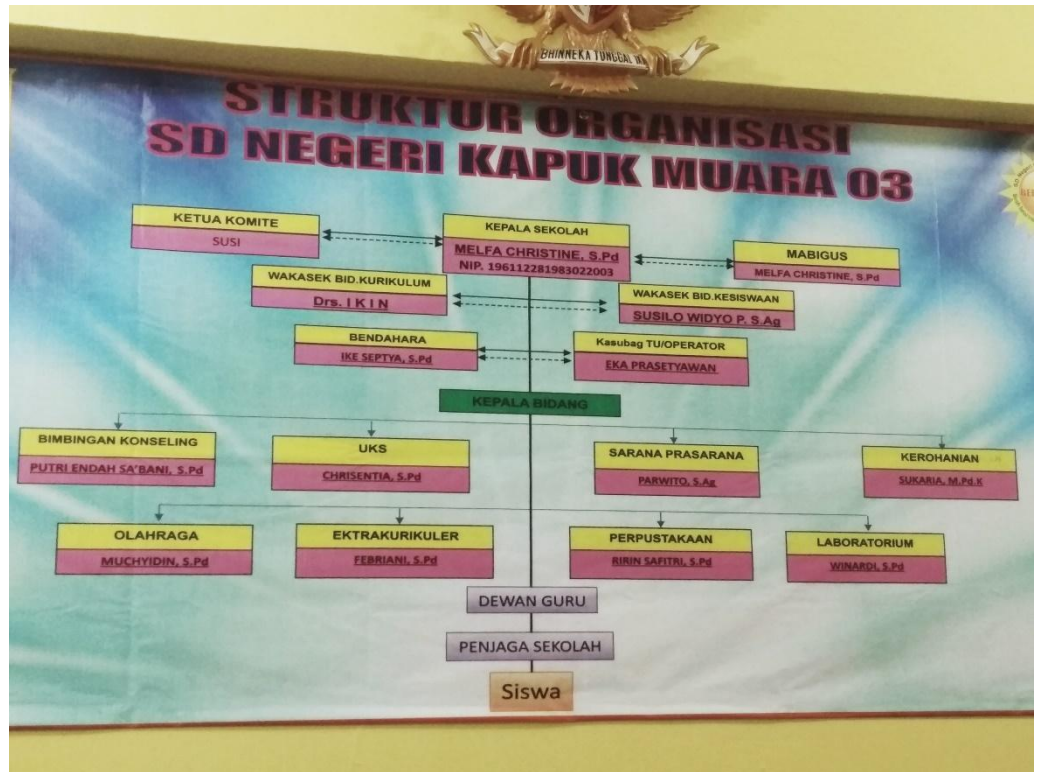 BHINNEKA TUNGGAL IKA
STRUKTUR ORGANISASI
SD NEGERI KAPUK MUARA 03
KETUA KOMITE
SUSI
KEPALA SEKOLAH
MELFA CHRISTINE, S.Pd
NIP. 196112281983022003
MABIGUS
MELFA CHRISTINE, S.Pd
WAKASEK BID.KURIKULUM
Drs. I K I N
WAKASEK BID.KESISWAAN
SUSILO WIDYO P. S.Ag
BENDAHARA
IKE SEPTYA, S.Pd
Kasubag TU/OPERATOR
EKA PRASETYAWAN
KEPALA BIDANG
BIMBINGAN KONSELING
PUTRI ENDAH SA'BANI, S.Pd
UKS
CHRISENTIA, S.Pd
SARANA PRASARANA
PARWITO, S.Ag
KEROHANIAN
SUKARIA, M.Pd.K
OLAHRAGA
MUCHYIDIN, S.Pd
EKTRAKURIKULER
FEBRIANI, S.Pd
PERPUSTAKAAN
RIRIN SAFITRI, S.Pd
LABORATORIUM
WINARDI, S.Pd
DEWAN GURU
PENJAGA SEKOLAH
Siswa